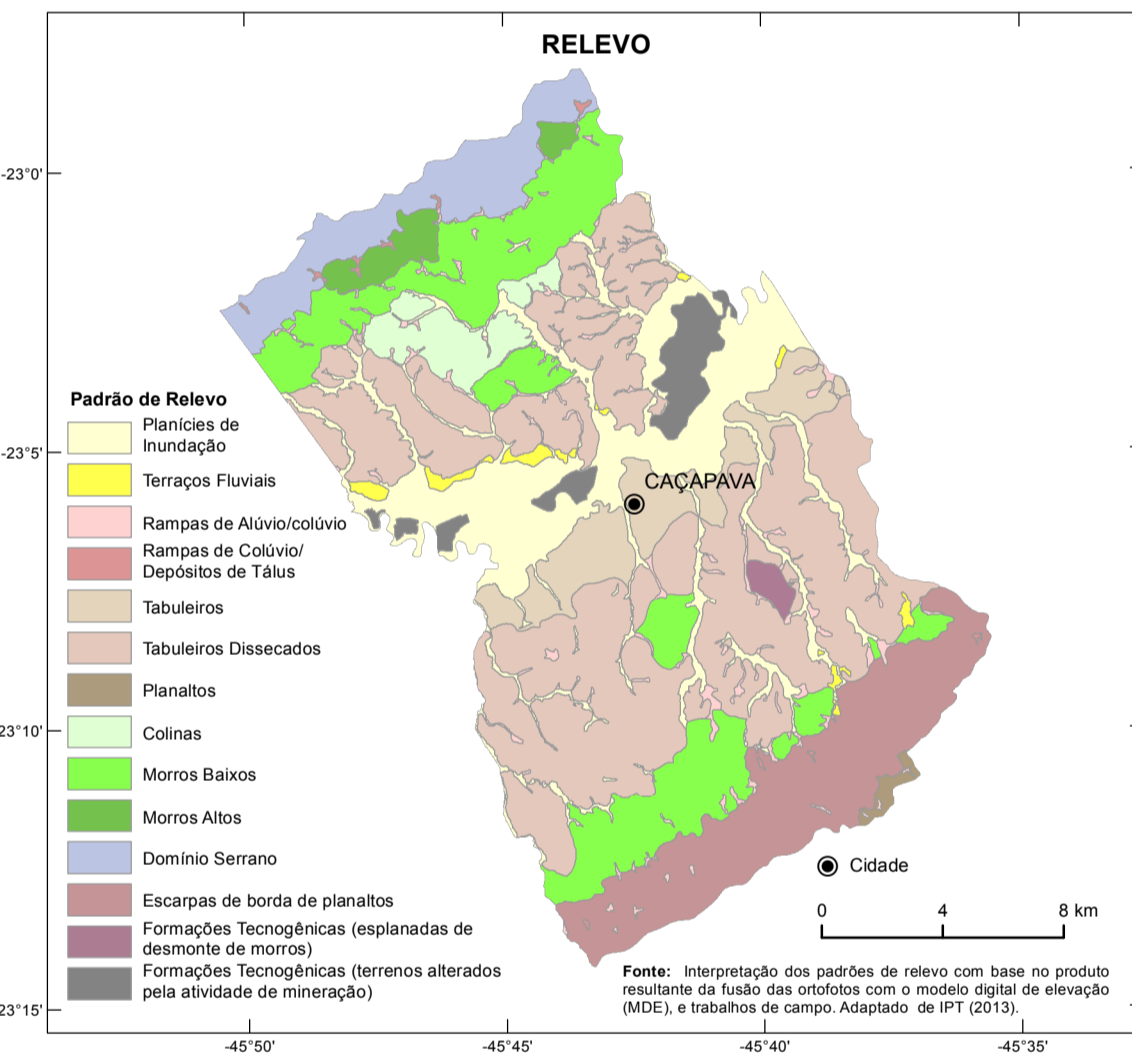 RELEVO
-23°0'
-23°5'
23°10'
23°15'
-45°50'
-45°45'
-45°40'
-45°35'
CAÇAPAVA
Padrão de Relevo
Planícies de
Inundação
Terraços Fluviais
Rampas de Alúvio/colúvio
Rampas de Colúvio/
Depósitos de Tálus
Tabuleiros
Tabuleiros Dissecados
Planaltos
Colinas
Morros Baixos
Morros Altos
Domínio Serrano
Escarpas de borda de planaltos
Formações Tecnogênicas (esplanadas de
desmonte de morros)
Formações Tecnogênicas (terrenos alterados
pela atividade de mineração)
Cidade
0 4 8 km
Fonte: Interpretação dos padrões de relevo com base no produto
resultante da fusão das ortofotos com o modelo digital de elevação
(MDE), e trabalhos de campo. Adaptado de IPT (2013).